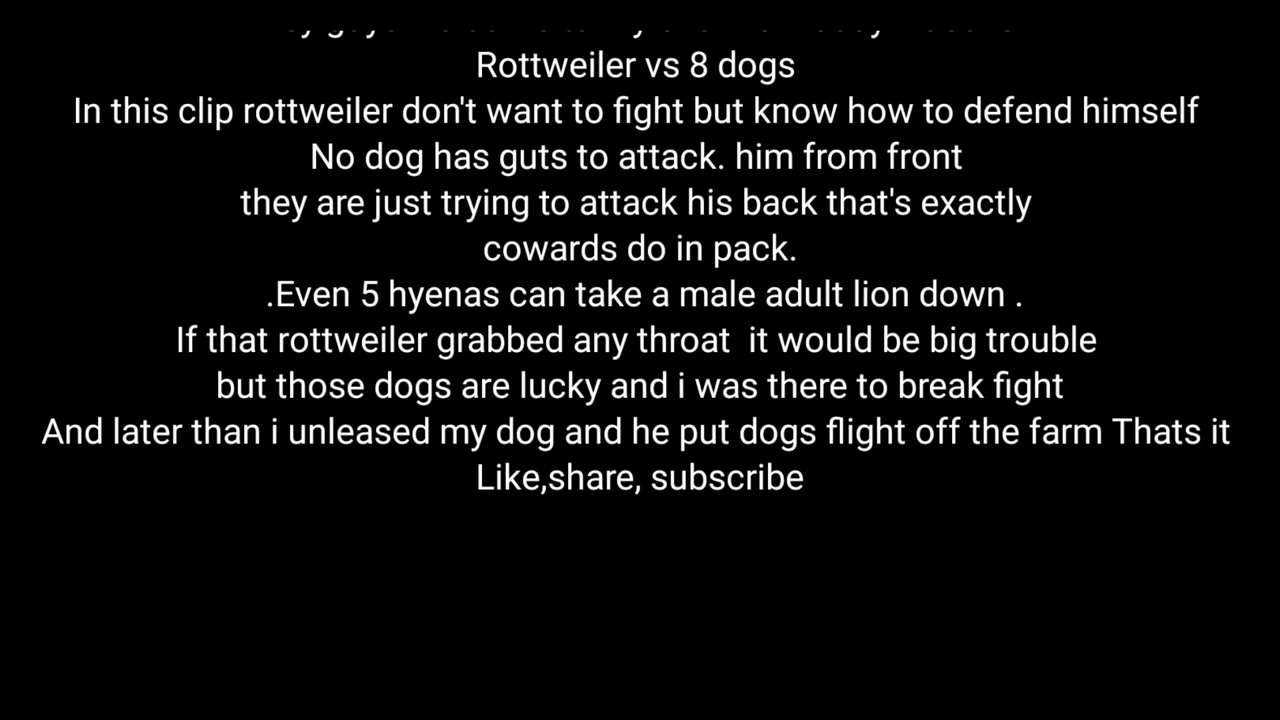 Rottweiler vs 8 dogs
In this clip rottweiler don't want to fight but know how to defend himself
No dog has guts to attack. him from front
they are just trying to attack his back that's exactly
cowards do in pack.
.Even 5 hyenas can take a male adult lion down .
If that rottweiler grabbed any throat  it would be big trouble
but those dogs are lucky and i was there to break fight
And later than i unleased my dog and he put dogs flight off the farm Thats it
Like,share, subscribe